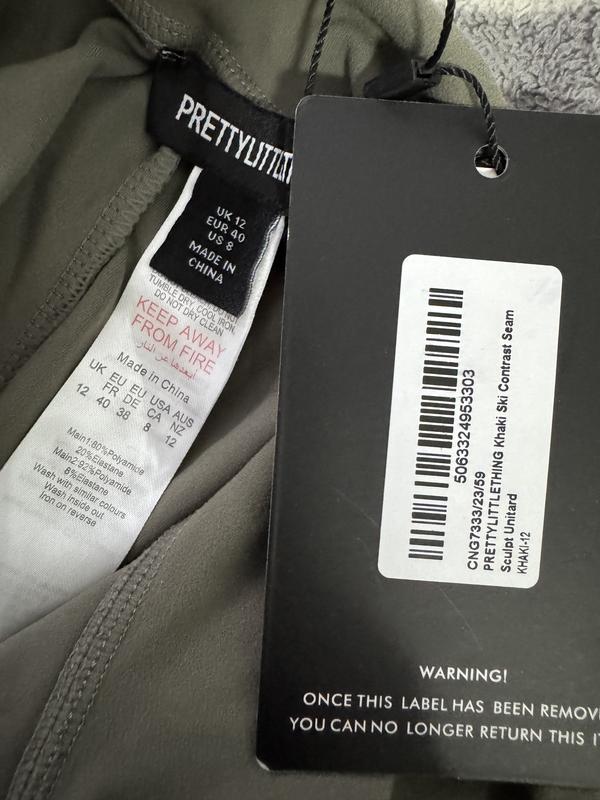 PRETTYLITTLET
UK 12
EUR 40
US 8
MADE IN
CHINA
TUMBLE DRY, COOL IRON,
DO NOT DRY CLEAN
KEEP AWAY
FROM FIRE
أبعدها عن النار
Made in China
UK EU EU USA AUS
FR DE CA NZ
12 40 38 8 12
Main1:80%Polyamide
20%Elastane
Main2:92%Polyamide
8%Elastane
Wash with similar colours
Wash inside out
Iron on reverse
5063324953303
CNG7333/23/59
PRETTYLITTLETHING Khaki Ski Contrast Seam
Sculpt Unitard
KHAKI-12
WARNING!
ONCE THIS LABEL HAS BEEN REMOV
YOU CAN NO LONGER RETURN THIS